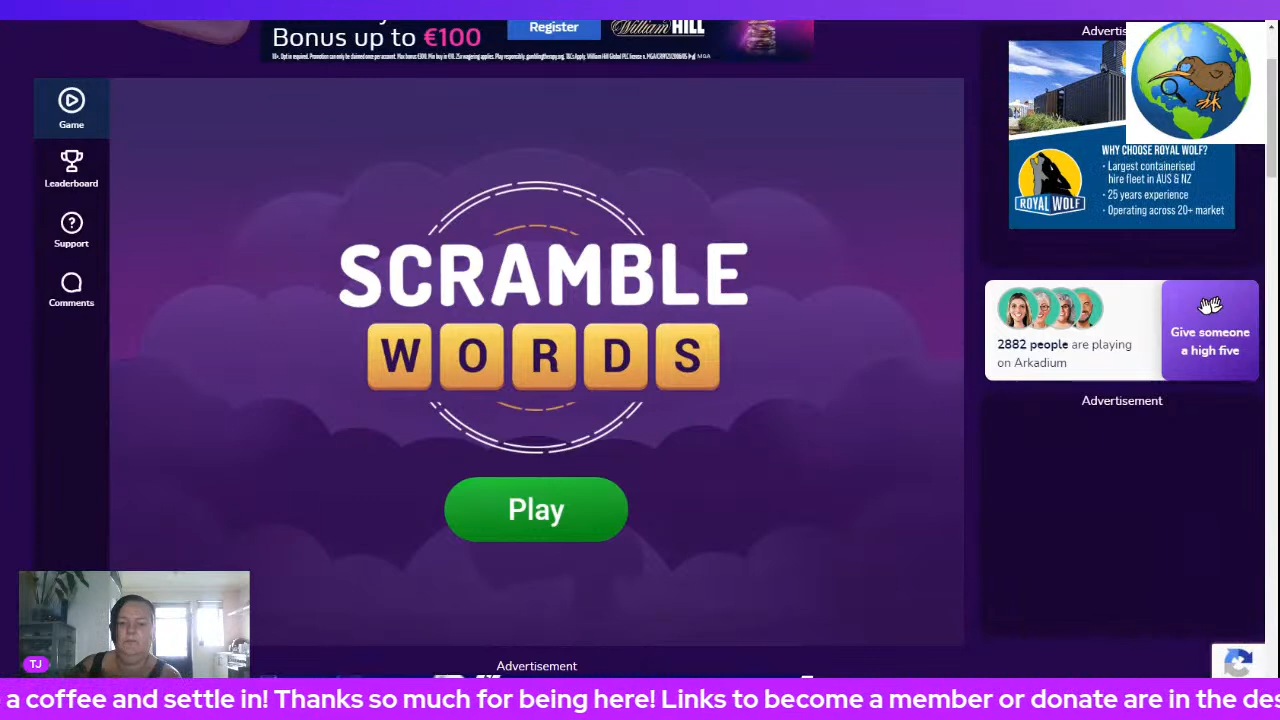 Bonus up to €100
Register
William HILL
Game
Leaderboard
Support
Comments
SCRAMBLE
WORDS
Play
Advertis
WHY CHOOSE ROYAL WOLF?
· Largest containerised
hire fleet in AUS & NZ
· 25 years experience
· Operating across 20+ market
ROYAL WOLF
2882 people are playing
on Arkadium
Give someone
a high five
Advertisement
TJ
Advertisement
a coffee and settle in! Thanks so much for being here! Links to become a member or donate are in the des